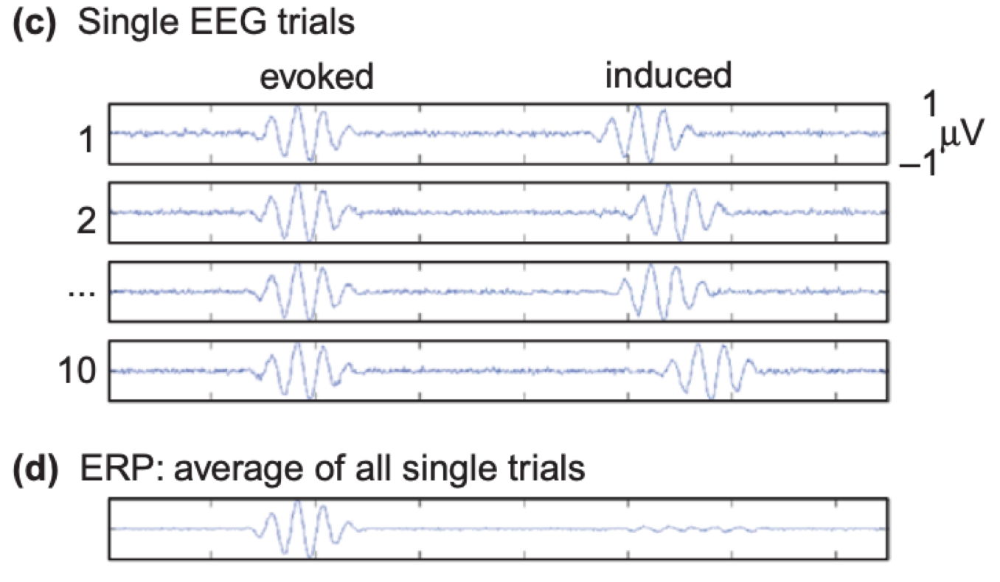 (c) Single EEG trials
evoked induced
1
1
µV
–1
2
...
10
(d) ERP: average of all single trials